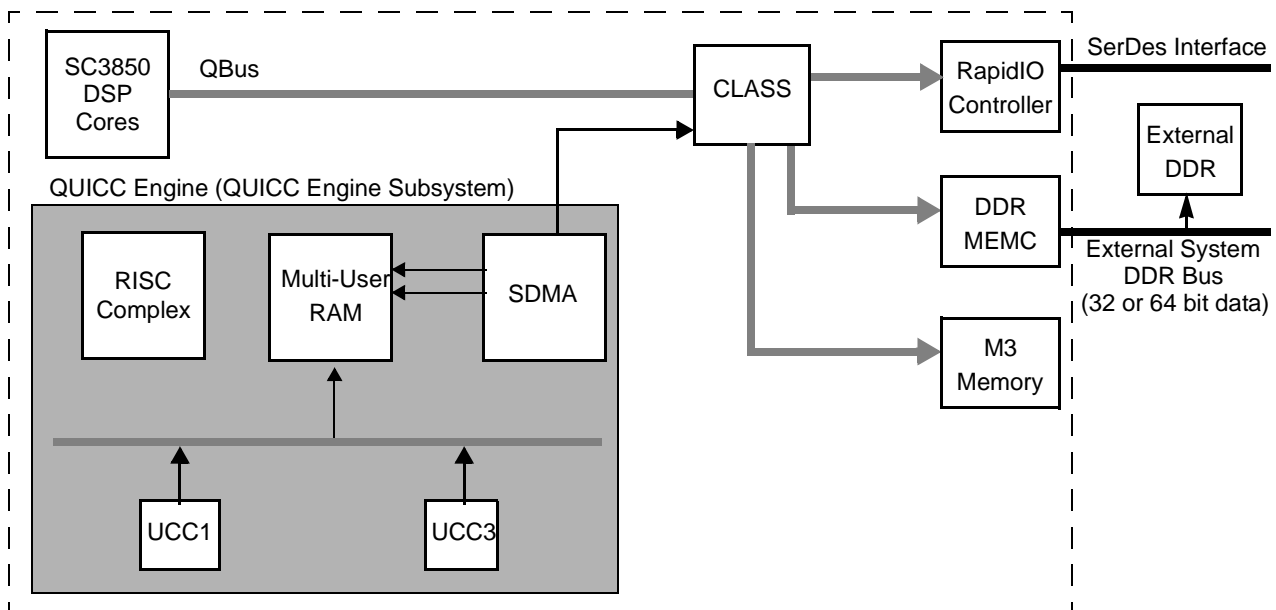 SC3850
DSP
Cores
QBus
CLASS
RapidIO
Controller
SerDes Interface
External
DDR
QUICC Engine (QUICC Engine Subsystem)
RISC
Complex
Multi-User
RAM
SDMA
DDR
MEMC
External System
DDR Bus
(32 or 64 bit data)
M3
Memory
UCC1
UCC3